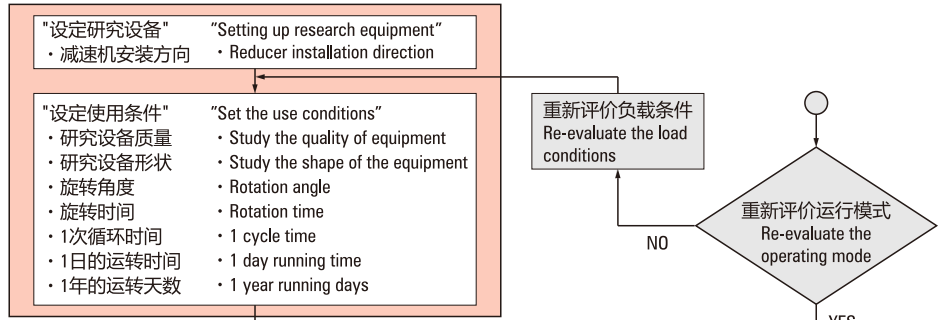 "设定研究设备" "Setting up research equipment"
・减速机安装方向 ・Reducer installation direction
"设定使用条件" "Set the use conditions"
・研究设备质量 ・Study the quality of equipment
・研究设备形状 ・Study the shape of the equipment
・旋转角度 ・Rotation angle
・旋转时间 ・Rotation time
・1次循环时间 ・1 cycle time
・1日的运转时间 ・1 day running time
・1年的运转天数 ・1 year running days
重新评价负载条件
Re-evaluate the load
conditions
重新评价运行模式
Re-evaluate the
operating mode
NO
YES